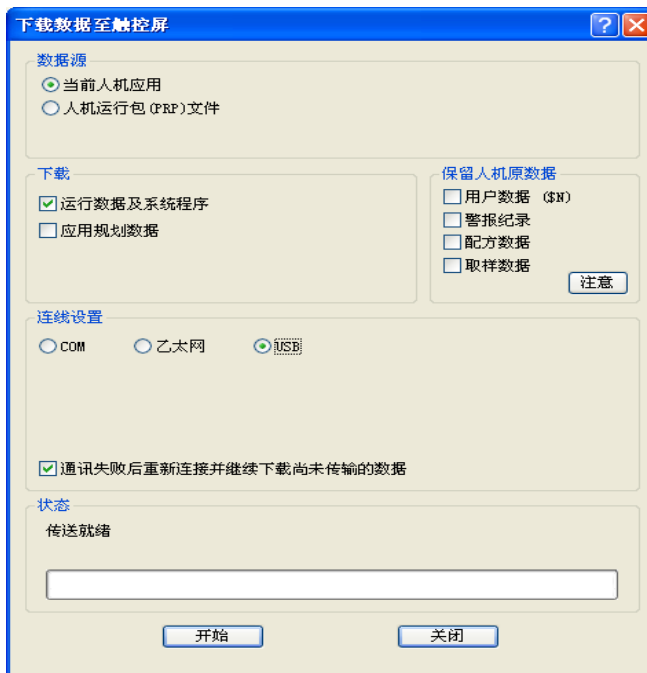 下载数据至触控屏
数据源
当前人机应用
人机运行包(PRP)文件
下载
运行数据及系统程序
应用规划数据
保留人机原数据
用户数据 ($N)
警报纪录
配方数据
取样数据
注意
连线设置
COM 乙太网 USB
通讯失败后重新连接并继续下载尚未传输的数据
状态
传送就绪
开始 关闭